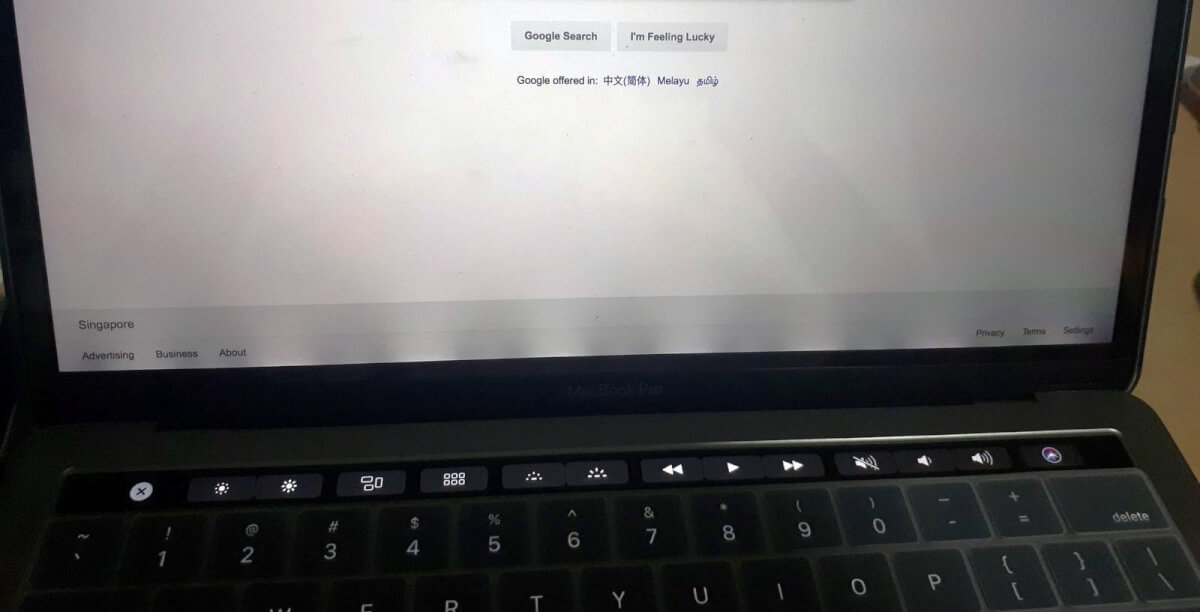 Google Search I'm Feeling Lucky
Google offered in: 中文(简体) Melayu தமிழ்
Singapore
Advertising Business About Privacy Terms Settings
MacBook Pro
~ ! @ # $ % ^ & * ( ) _ +
` 1 2 3 4 5 6 7 8 9 0 - = delete
R T Y U I O P { [ } ] | \